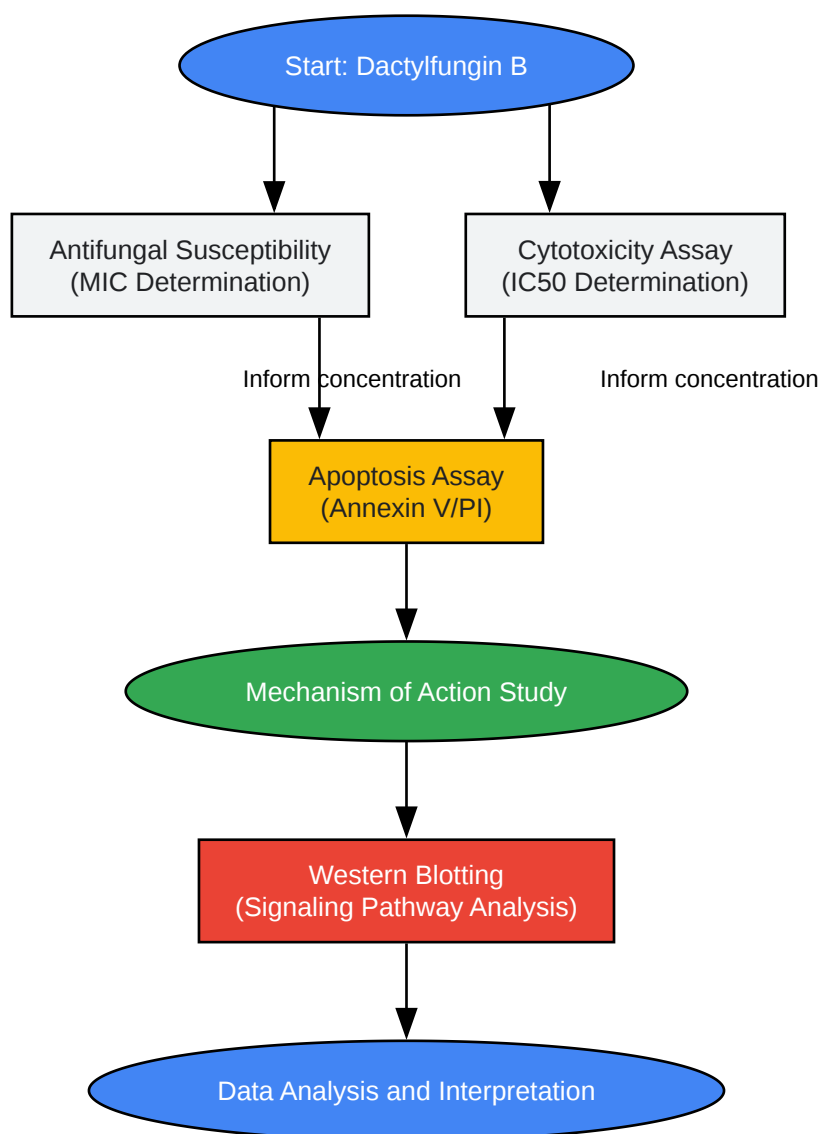 Start: Dactylfungin B
Antifungal Susceptibility
(MIC Determination)
Cytotoxicity Assay
(IC50 Determination)
Inform concentration
Inform concentration
Apoptosis Assay
(Annexin V/PI)
Mechanism of Action Study
Western Blotting
(Signaling Pathway Analysis)
Data Analysis and Interpretation